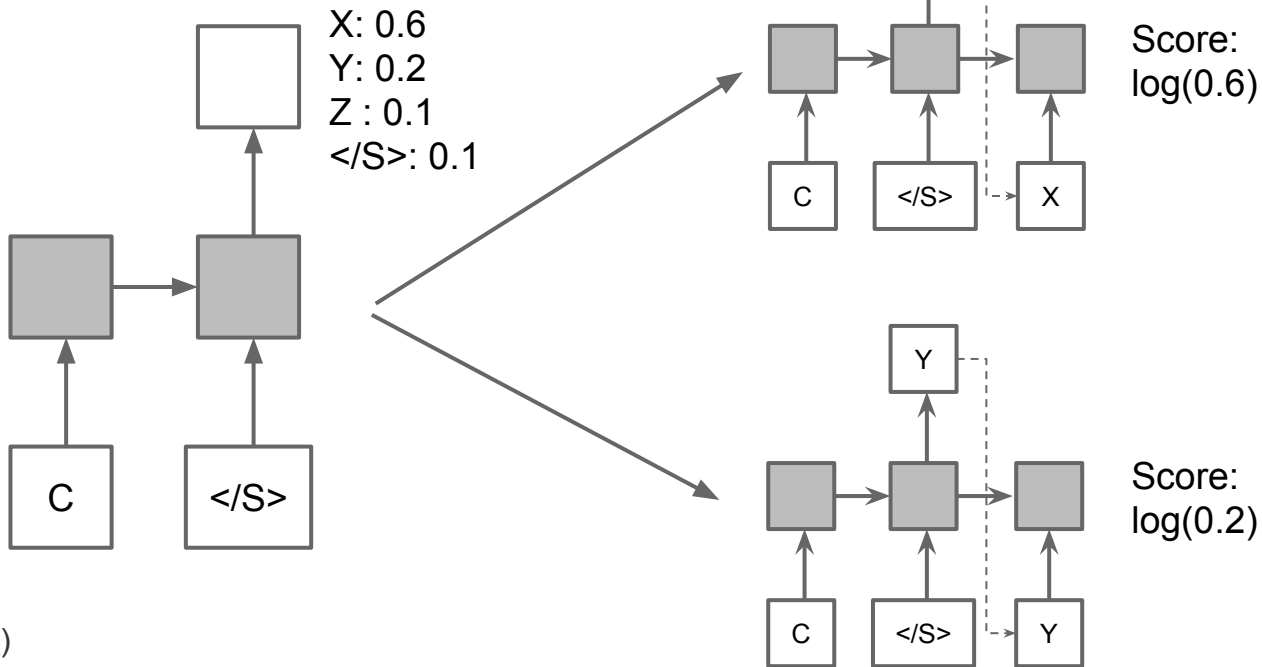 X: 0.6
Y: 0.2
Z : 0.1
</S>: 0.1
C
</S>
Score:
log(0.6)
C
</S>
X
Y
Score:
log(0.2)
C
</S>
Y
)